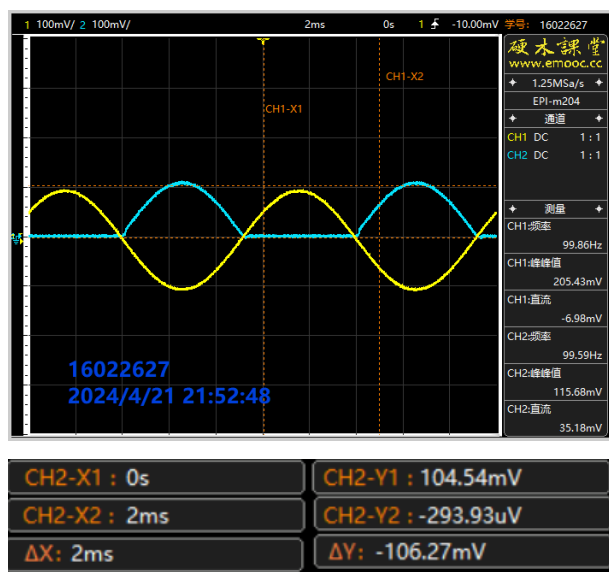 1 100mV/ 2 100mV/ 2ms 0s 1 -10.00mV 学号: 16022627
硬木課堂
www.emooc.cc
1.25MSa/s
EPI-m204
通道
CH1 DC 1:1
CH2 DC 1:1
测量
CH1:频率
99.86Hz
CH1:峰峰值
205.43mV
CH1:直流
-6.98mV
CH2:频率
99.59Hz
CH2:峰峰值
115.68mV
CH2:直流
35.18mV
CH1-X2
CH1-X1
16022627
2024/4/21 21:52:48
CH2-X1 : 0s
CH2-Y1 : 104.54mV
CH2-X2 : 2ms
CH2-Y2 : -293.93uV
ΔX: 2ms
ΔY: -106.27mV